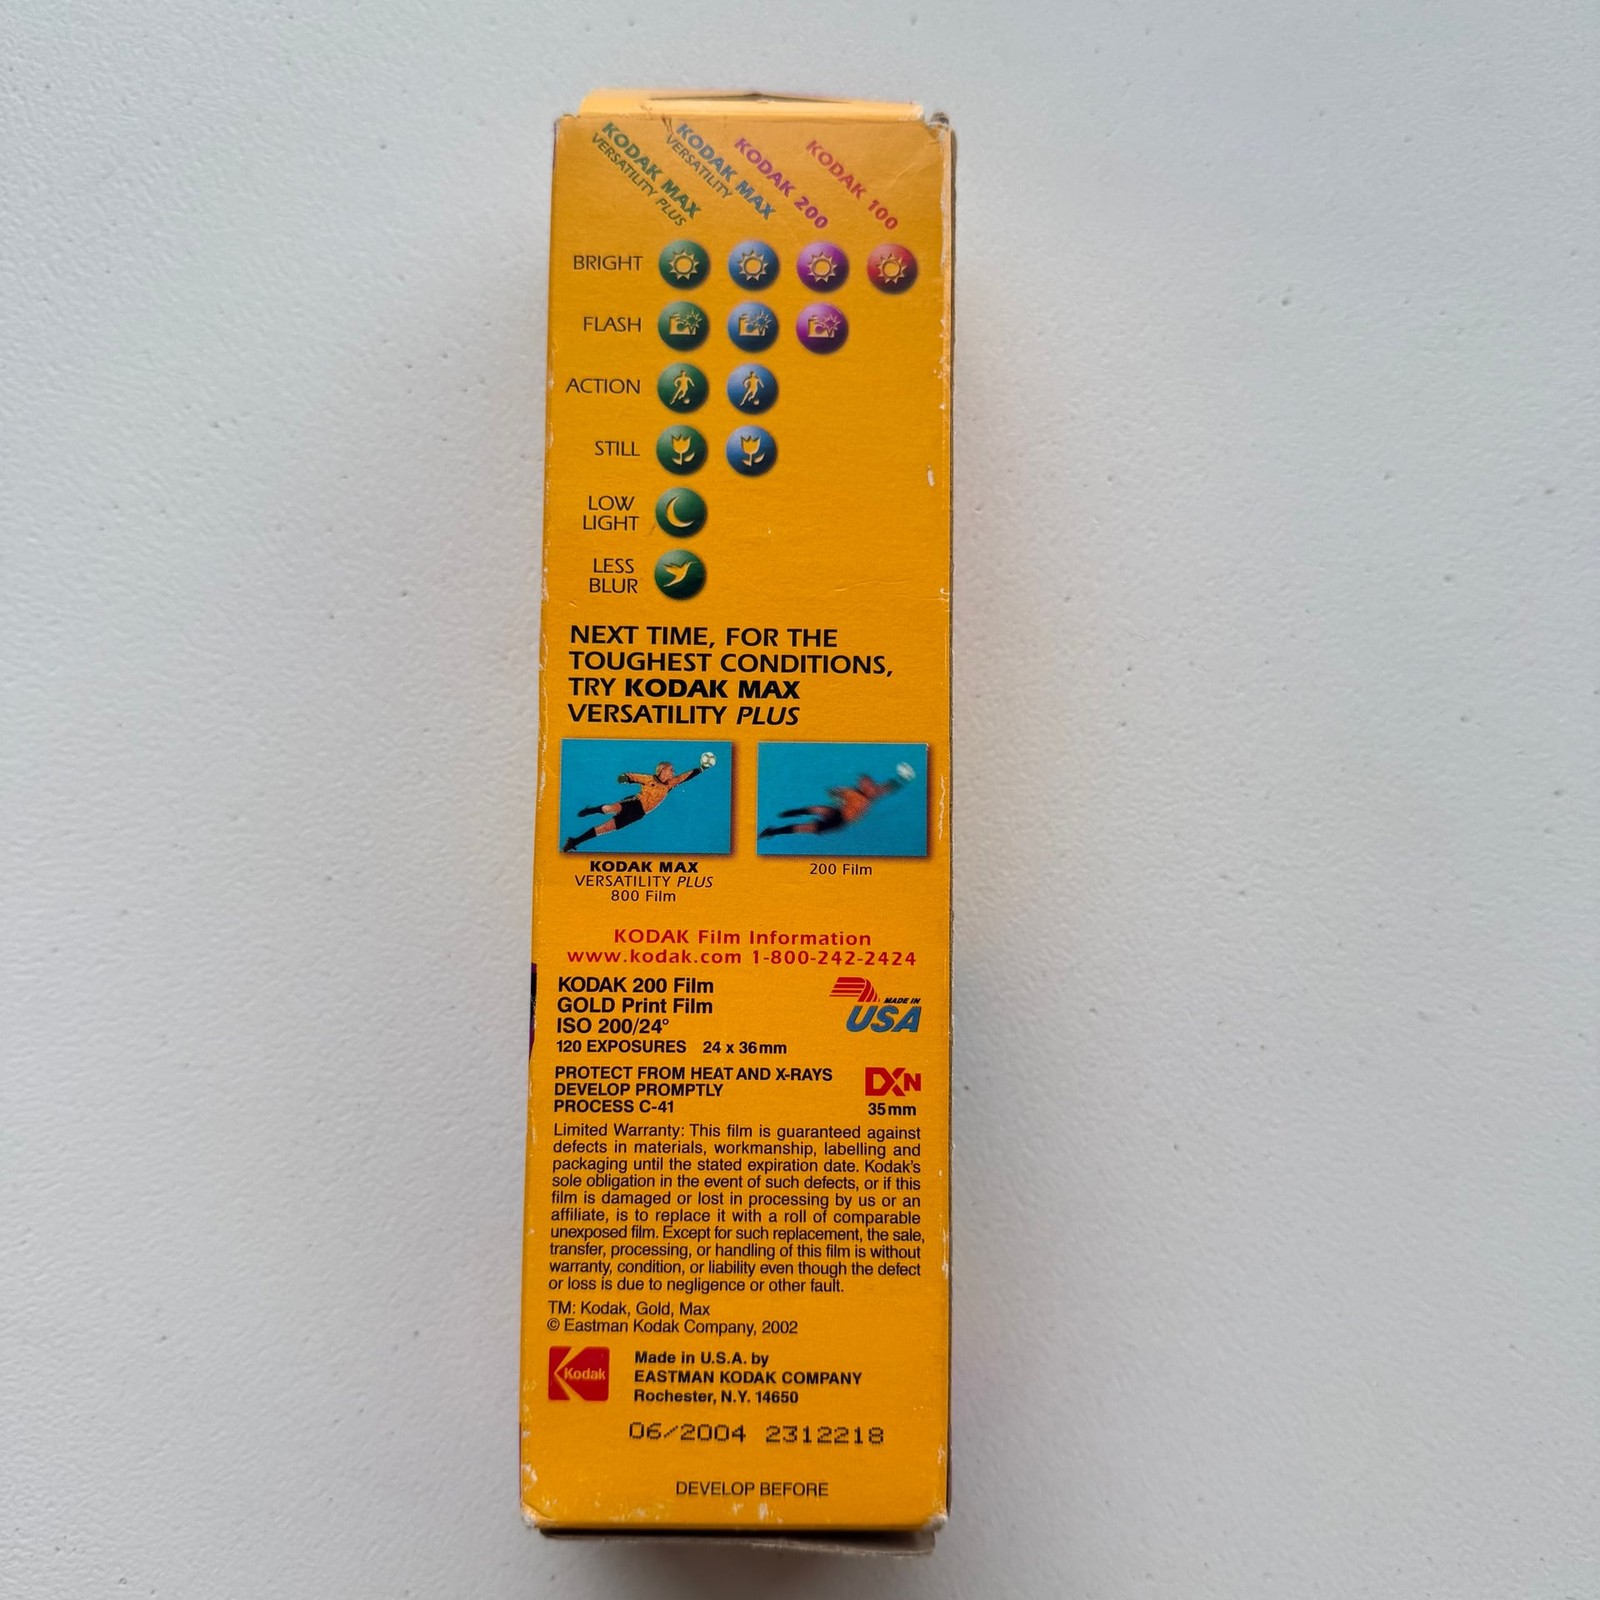 KODAK MAX
VERSATILITY PLUS
KODAK MAX
VERSATILITY
KODAK 200
KODAK 100
BRIGHT
FLASH
ACTION
STILL
LOW
LIGHT
LESS
BLUR
NEXT TIME, FOR THE
TOUGHEST CONDITIONS,
TRY KODAK MAX
VERSATILITY PLUS
KODAK MAX
VERSATILITY PLUS
800 Film
200 Film
KODAK Film Information
www.kodak.com 1-800-242-2424
KODAK 200 Film
GOLD Print Film
ISO 200/24°
120 EXPOSURES 24 x 36mm
MADE IN
USA
PROTECT FROM HEAT AND X-RAYS
DEVELOP PROMPTLY
PROCESS C-41
DXN
35mm
Limited Warranty: This film is guaranteed against
defects in materials, workmanship, labelling and
packaging until the stated expiration date. Kodak's
sole obligation in the event of such defects, or if this
film is damaged or lost in processing by us or an
affiliate, is to replace it with a roll of comparable
unexposed film. Except for such replacement, the sale,
transfer, processing, or handling of this film is without
warranty, condition, or liability even though the defect
or loss is due to negligence or other fault.
TM: Kodak, Gold, Max
© Eastman Kodak Company, 2002
Kodak
Made in U.S.A. by
EASTMAN KODAK COMPANY
Rochester, N.Y. 14650
06/2004 2312218
DEVELOP BEFORE